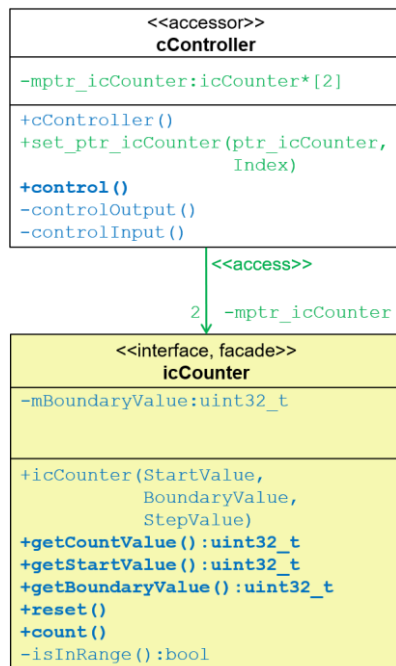 <<accessor>>
cController
-mptr_icCounter:icCounter*[2]
+cController()
+set_ptr_icCounter(ptr_icCounter,
Index)
+control()
-controlOutput()
-controlInput()
<<access>>
2 -mptr_icCounter
<<interface, facade>>
icCounter
-mBoundaryValue:uint32_t
+icCounter(StartValue,
BoundaryValue,
StepValue)
+getCountValue():uint32_t
+getStartValue():uint32_t
+getBoundaryValue():uint32_t
+reset()
+count()
-isInRange():bool